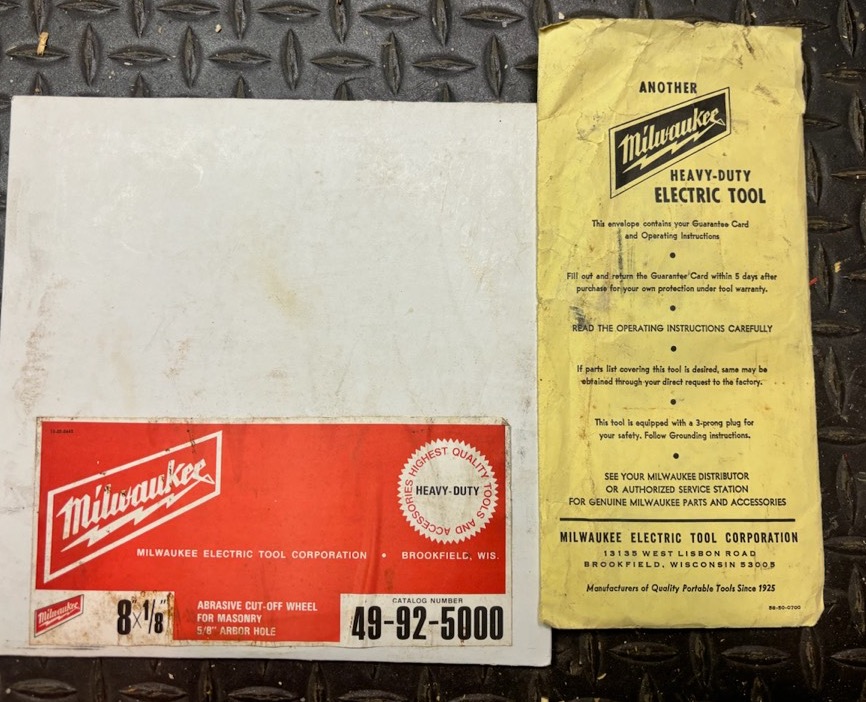 Milwaukee
HIGHEST QUALITY TOOLS AND ACCESSORIES
HEAVY-DUTY
MILWAUKEE ELECTRIC TOOL CORPORATION • BROOKFIELD, WIS.
Milwaukee
8" x 1/8"
ABRASIVE CUT-OFF WHEEL
FOR MASONRY
5/8" ARBOR HOLE
CATALOG NUMBER
49-92-5000
ANOTHER
Milwaukee
HEAVY-DUTY
ELECTRIC TOOL
This envelope contains your Guarantee Card
and Operating Instructions
•
Fill out and return the Guarantee Card within 5 days after
purchase for your own protection under tool warranty.
•
READ THE OPERATING INSTRUCTIONS CAREFULLY
•
If parts list covering this tool is desired, same may be
obtained through your direct request to the factory.
•
This tool is equipped with a 3-prong plug for
your safety. Follow Grounding instructions.
•
SEE YOUR MILWAUKEE DISTRIBUTOR
OR AUTHORIZED SERVICE STATION
FOR GENUINE MILWAUKEE PARTS AND ACCESSORIES
MILWAUKEE ELECTRIC TOOL CORPORATION
13135 WEST LISBON ROAD
BROOKFIELD, WISCONSIN 53005
Manufacturers of Quality Portable Tools Since 1925
58-50-0700